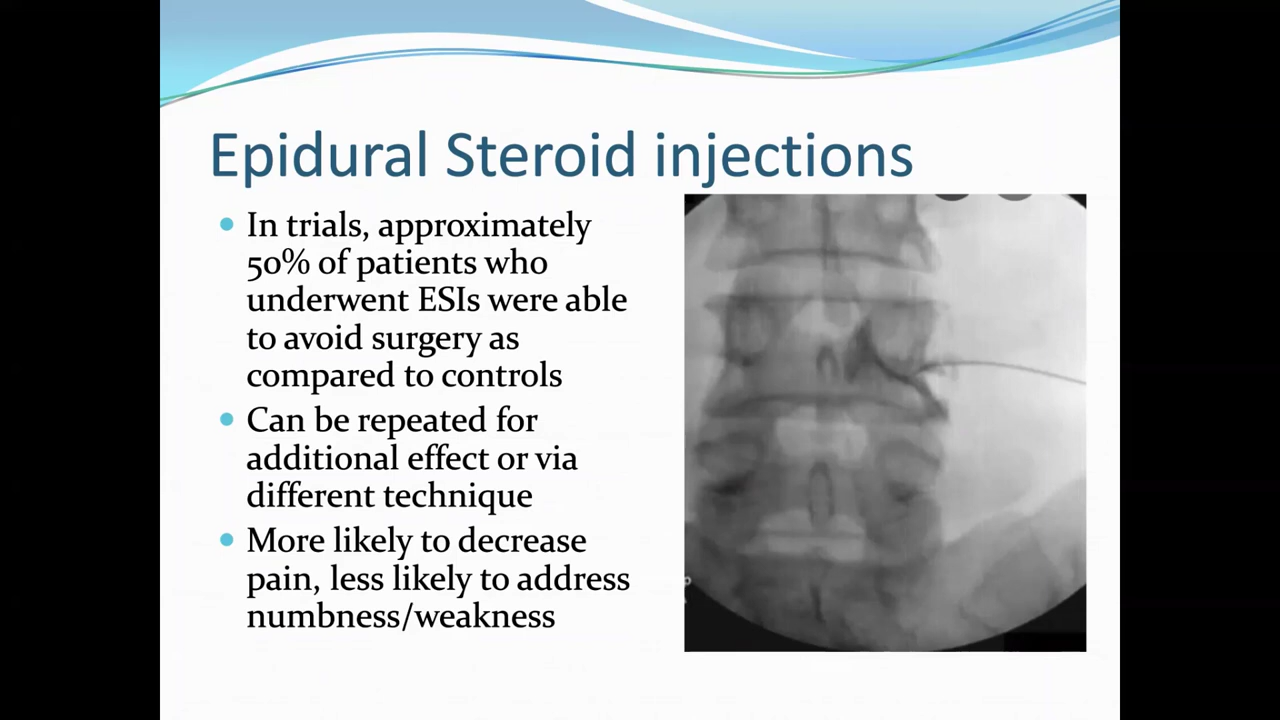 Epidural Steroid injections
In trials, approximately
50% of patients who
underwent ESIs were able
to avoid surgery as
compared to controls
Can be repeated for
additional effect or via
different technique
More likely to decrease
pain, less likely to address
numbness/weakness